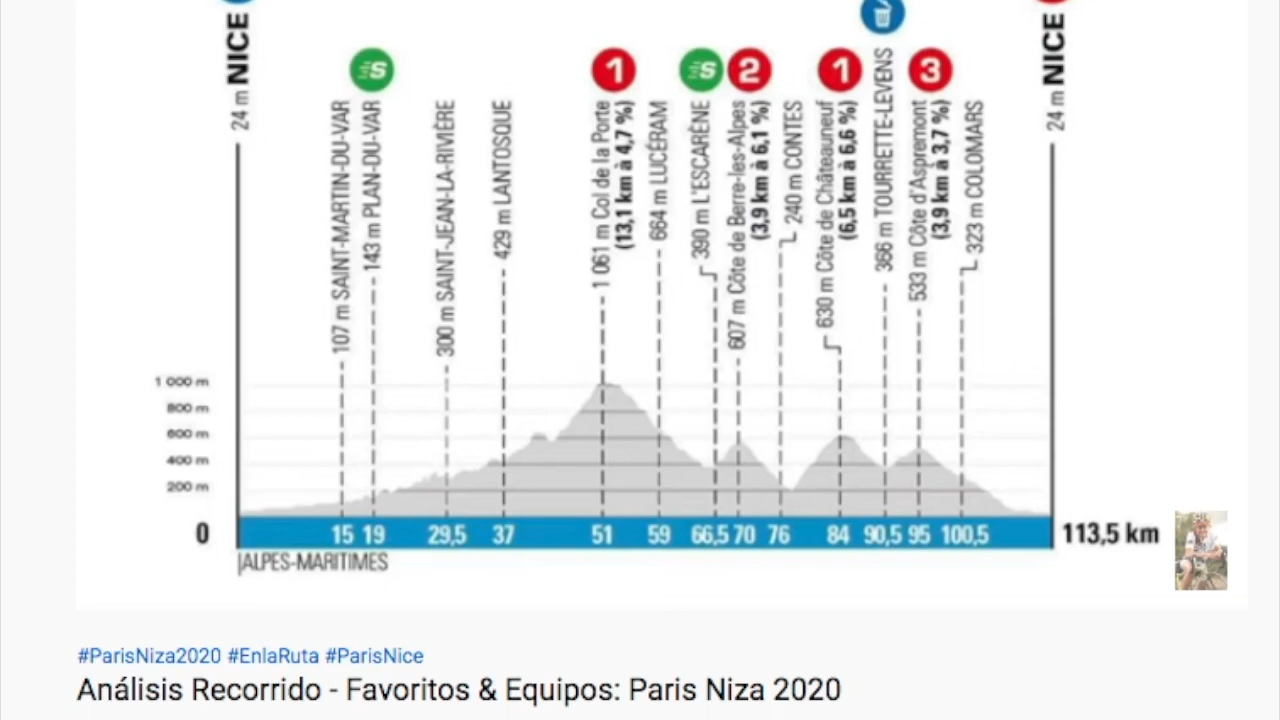 24 m NICE
107 m SAINT-MARTIN-DU-VAR
S
143 m PLAN-DU-VAR
300 m SAINT-JEAN-LA-RIVIÈRE
429 m LANTOSQUE
1
1 061 m Col de la Porte
(13,1 km à 4,7 %)
664 m LUCÉRAM
S
390 m L'ESCARÈNE
2
607 m Côte de Berre-les-Alpes
(3,9 km à 6,1 %)
240 m CONTES
1
630 m Côte de Châteauneuf
(6,5 km à 6,6 %)
366 m TOURRETTE-LEVENS
3
533 m Côte d'Aspremont
(3,9 km à 3,7 %)
323 m COLOMARS
24 m NICE
1 000 m
800 m
600 m
400 m
200 m
0 15 19 29,5 37 51 59 66,5 70 76 84 90,5 95 100,5 113,5 km
ALPES-MARITIMES
#ParisNiza2020 #EnlaRuta #ParisNice
Análisis Recorrido - Favoritos & Equipos: Paris Niza 2020